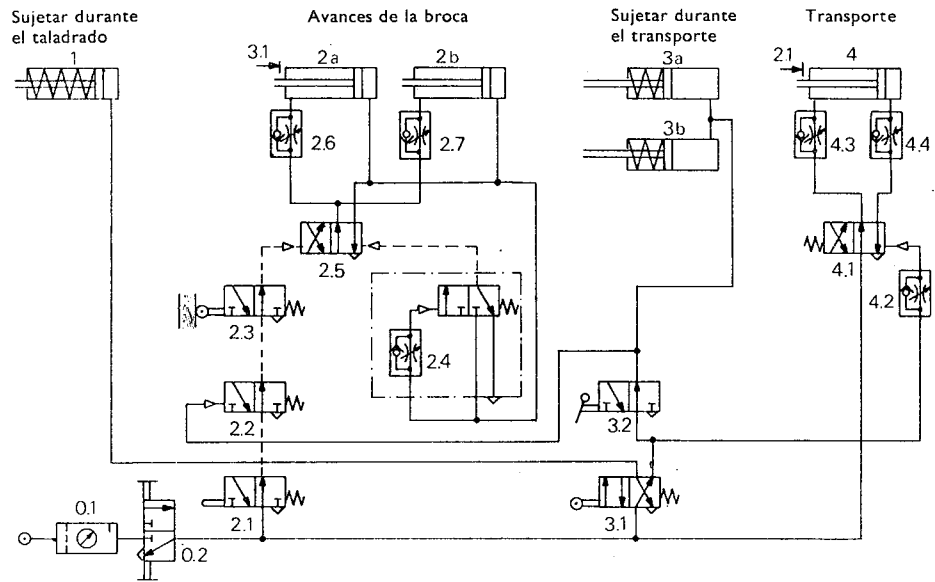 Sujetar durante
el taladrado
Avances de la broca
Sujetar durante
el transporte
Transporte
1
3.1
2a
2b
3a
2.1
4
2.6
2.7
3b
4.3
4.4
2.5
4.1
4.2
2.3
2.4
2.2
3.2
0.1
0.2
2.1
3.1